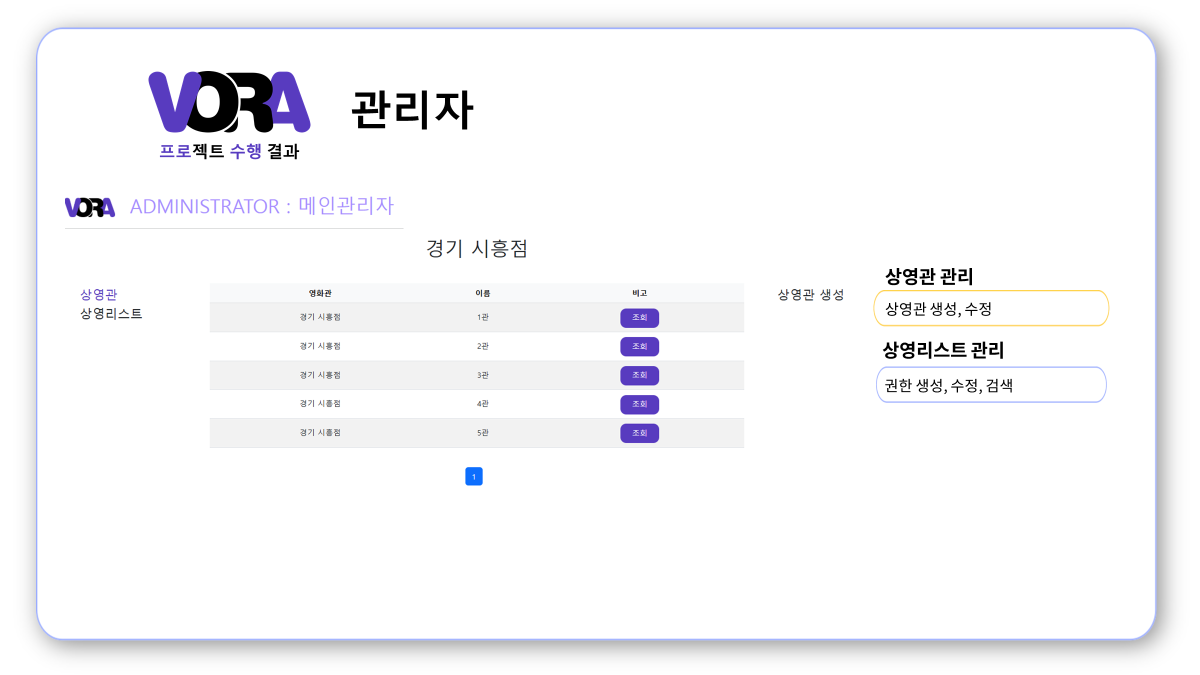 VORA
관리자
프로젝트 수행 결과
VORA ADMINISTRATOR : 메인관리자
경기 시흥점
상영관
상영리스트
영화관 이름 비고
경기 시흥점 1관 조회
경기 시흥점 2관 조회
경기 시흥점 3관 조회
경기 시흥점 4관 조회
경기 시흥점 5관 조회
1
상영관 생성
상영관 관리
상영관 생성, 수정
상영리스트 관리
권한 생성, 수정, 검색